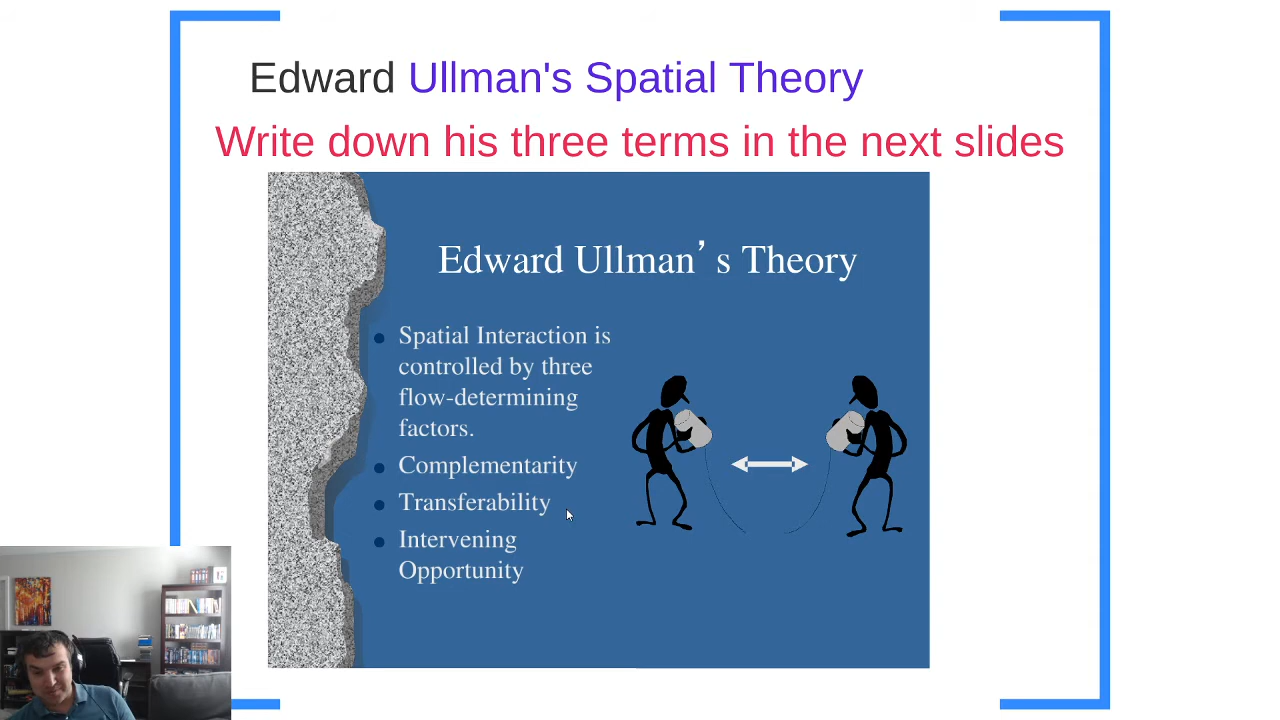 Edward Ullman's Spatial Theory
Write down his three terms in the next slides
Edward Ullman’s Theory
Spatial Interaction is
controlled by three
flow-determining
factors.
Complementarity
Transferability
Intervening
Opportunity